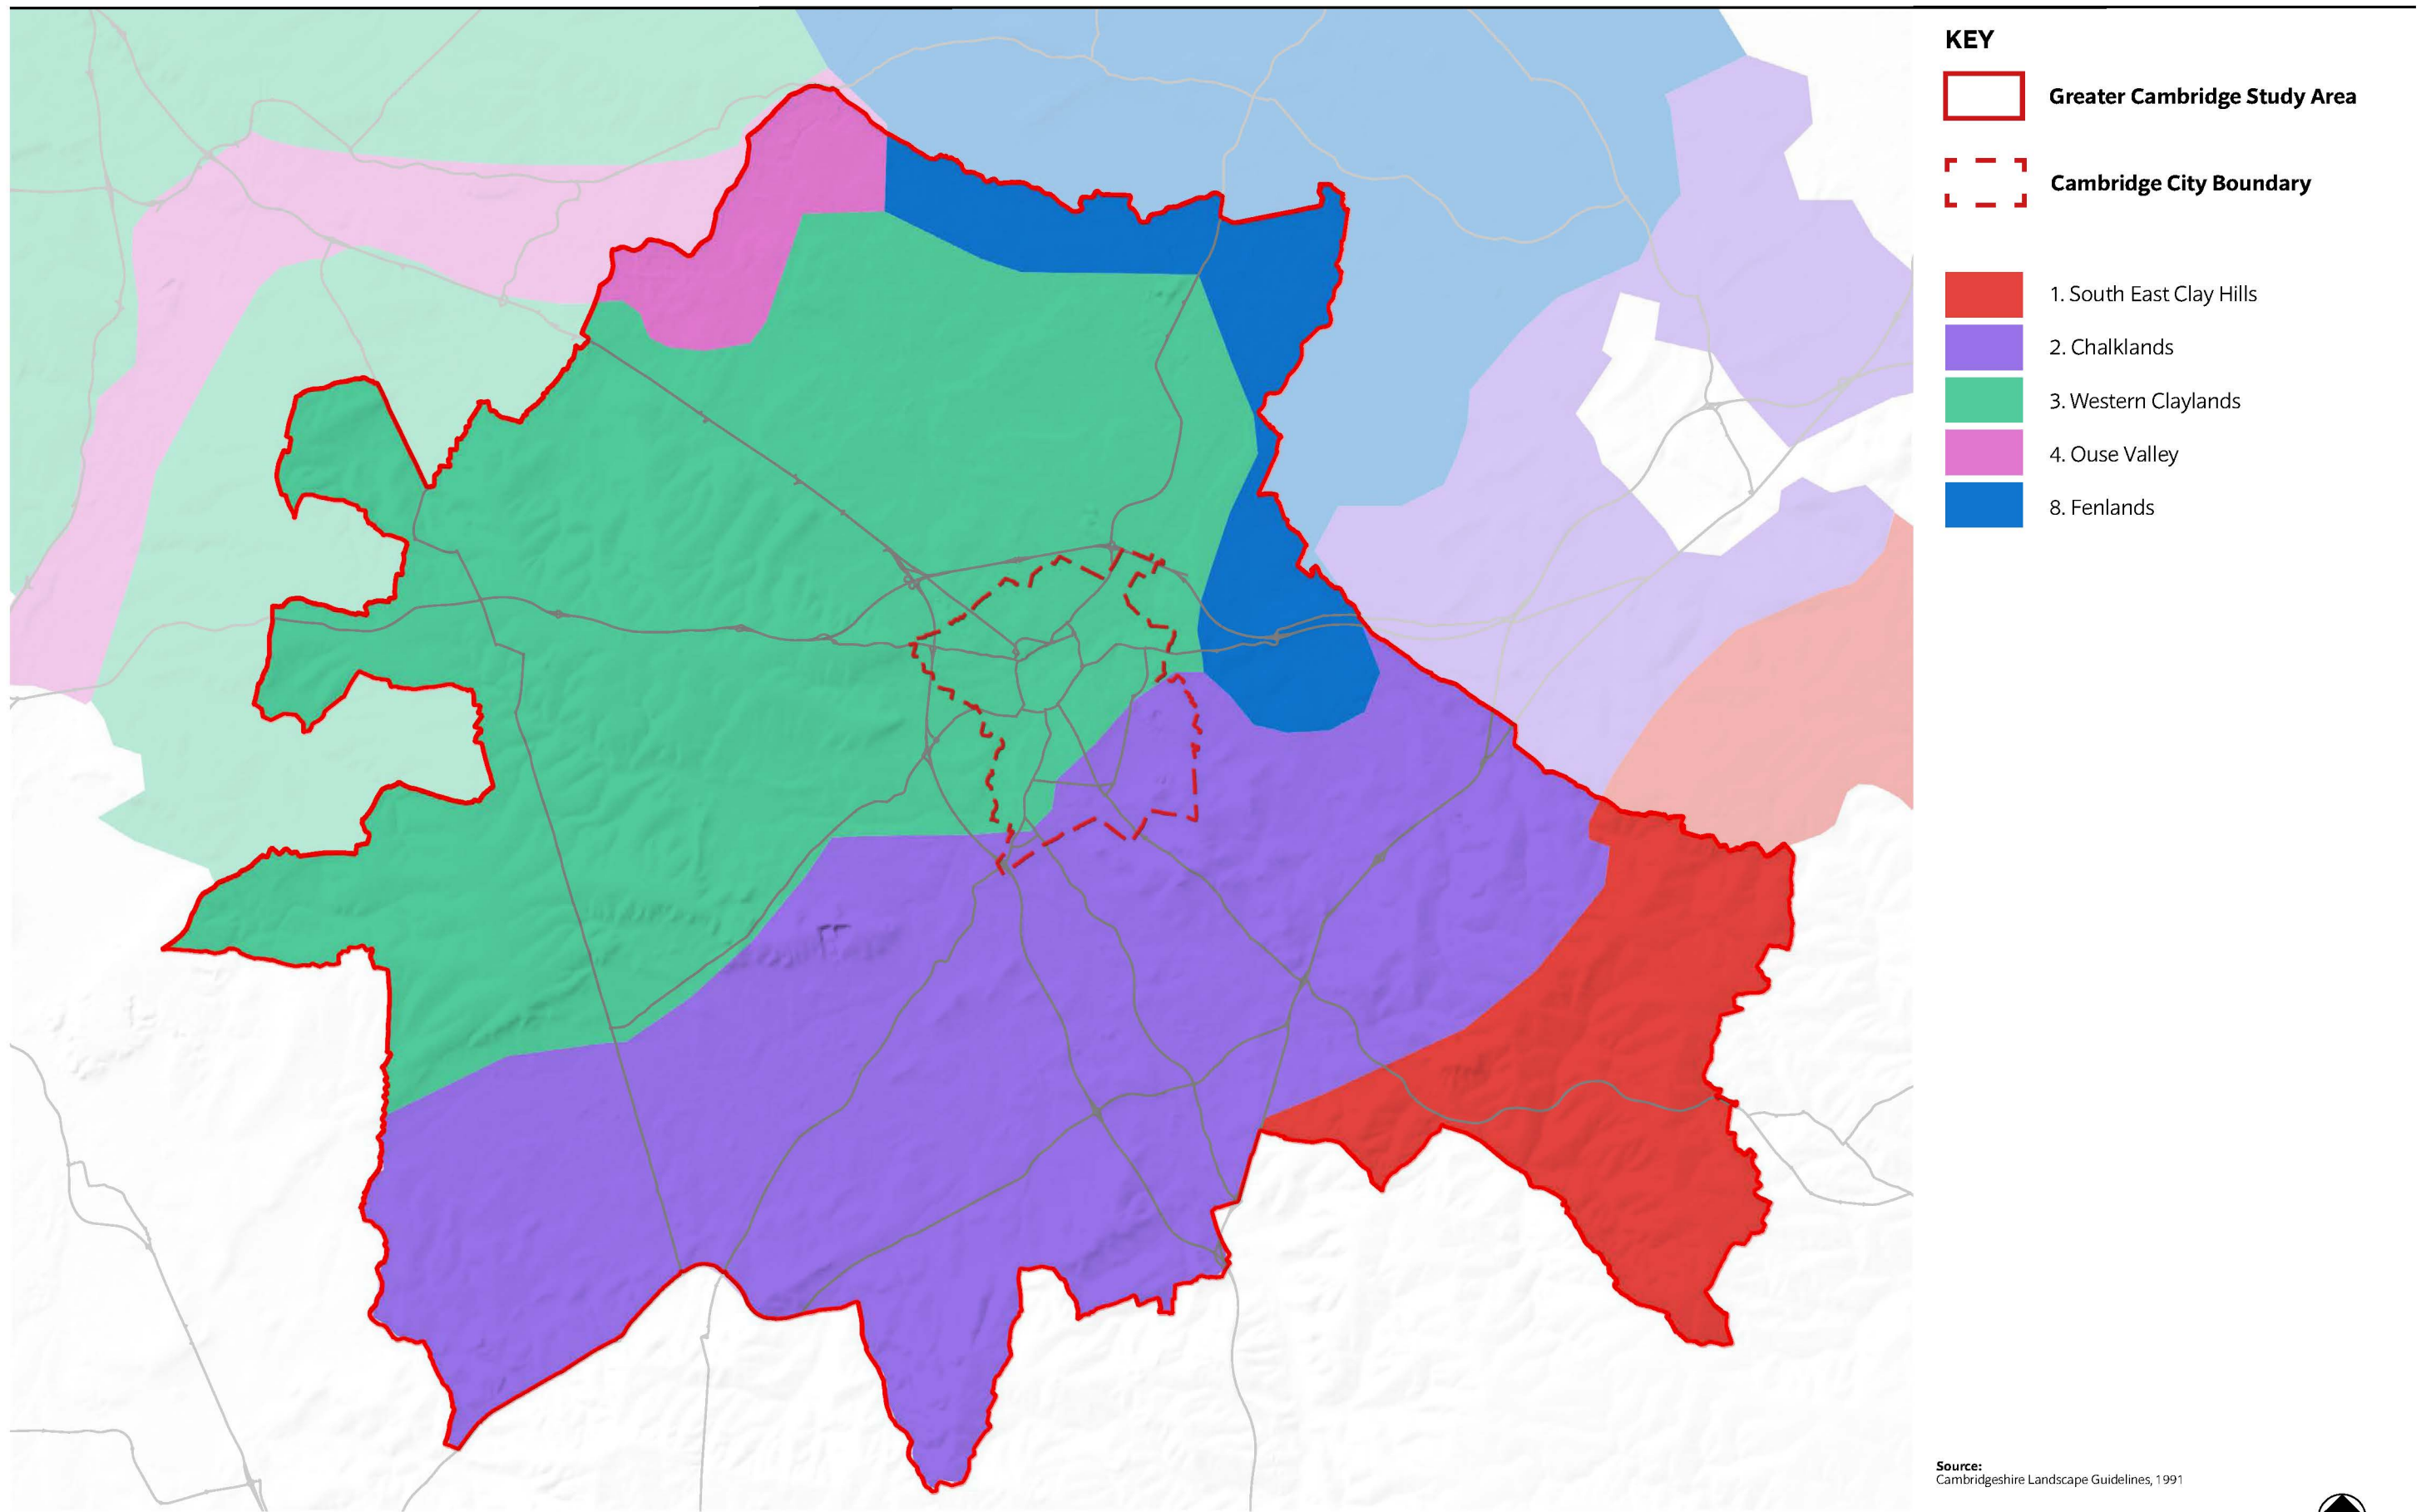 KEY
Greater Cambridge Study Area
Cambridge City Boundary
1. South East Clay Hills
2. Chalklands
3. Western Claylands
4. Ouse Valley
8. Fenlands
Source:
Cambridgeshire Landscape Guidelines, 1991